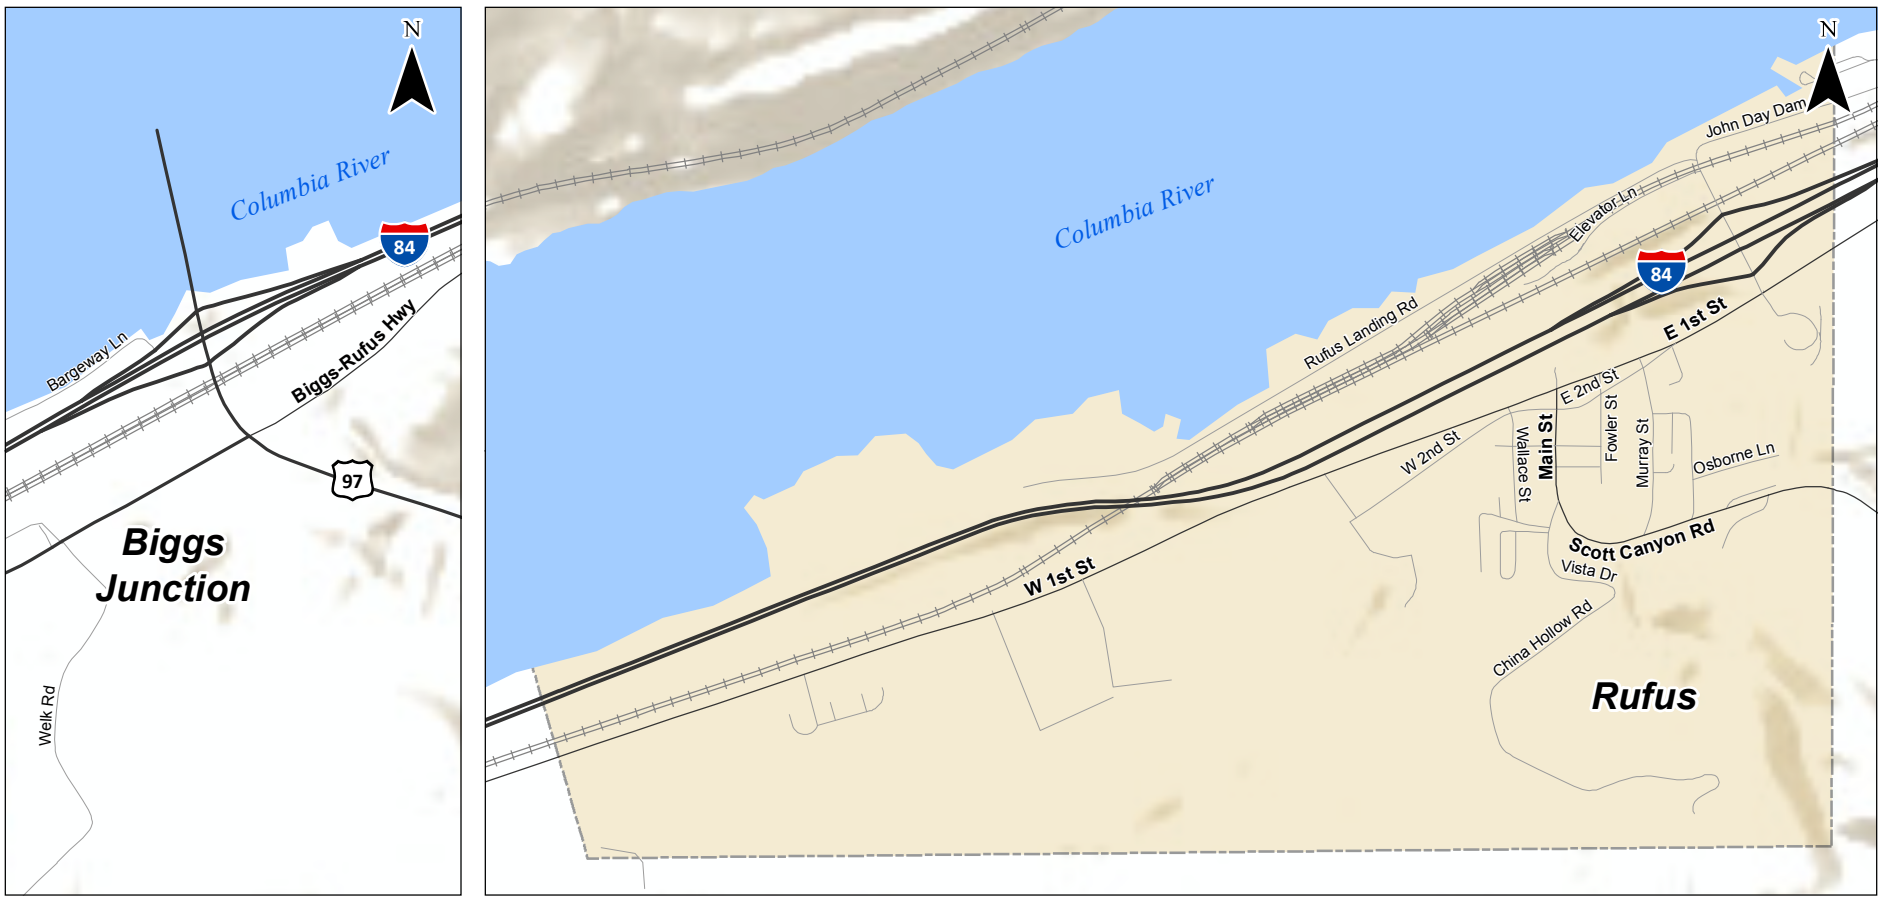 N
Columbia River
84
Bargeway Ln
Biggs-Rufus Hwy
97
Biggs
Junction
Welk Rd
N
John Day Dam
Columbia River
Elevator Ln
84
Rufus Landing Rd
E 1st St
E 2nd St
W 2nd St
Wallace St
Main St
Fowler St
Murray St
Osborne Ln
Scott Canyon Rd
Vista Dr
W 1st St
China Hollow Rd
Rufus